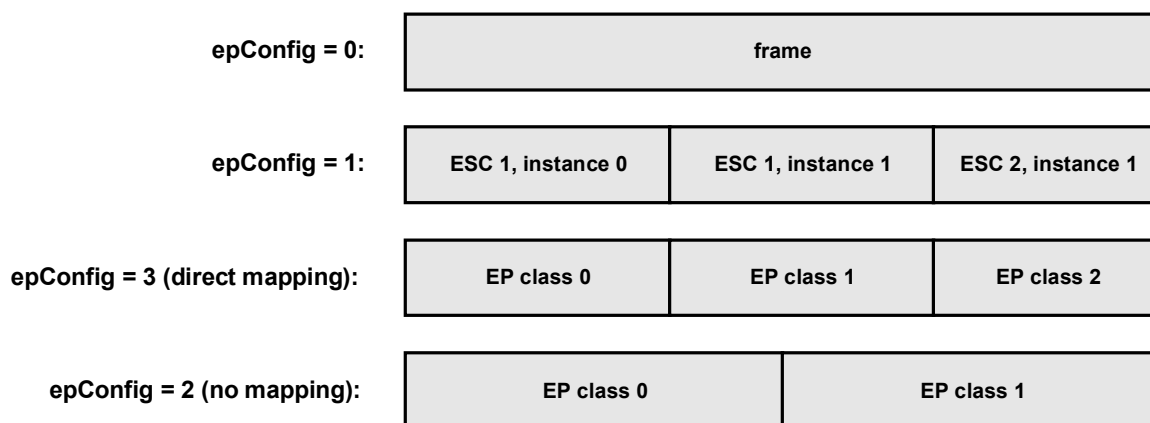 epConfig = 0: frame
epConfig = 1: ESC 1, instance 0 ESC 1, instance 1 ESC 2, instance 1
epConfig = 3 (direct mapping): EP class 0 EP class 1 EP class 2
epConfig = 2 (no mapping): EP class 0 EP class 1